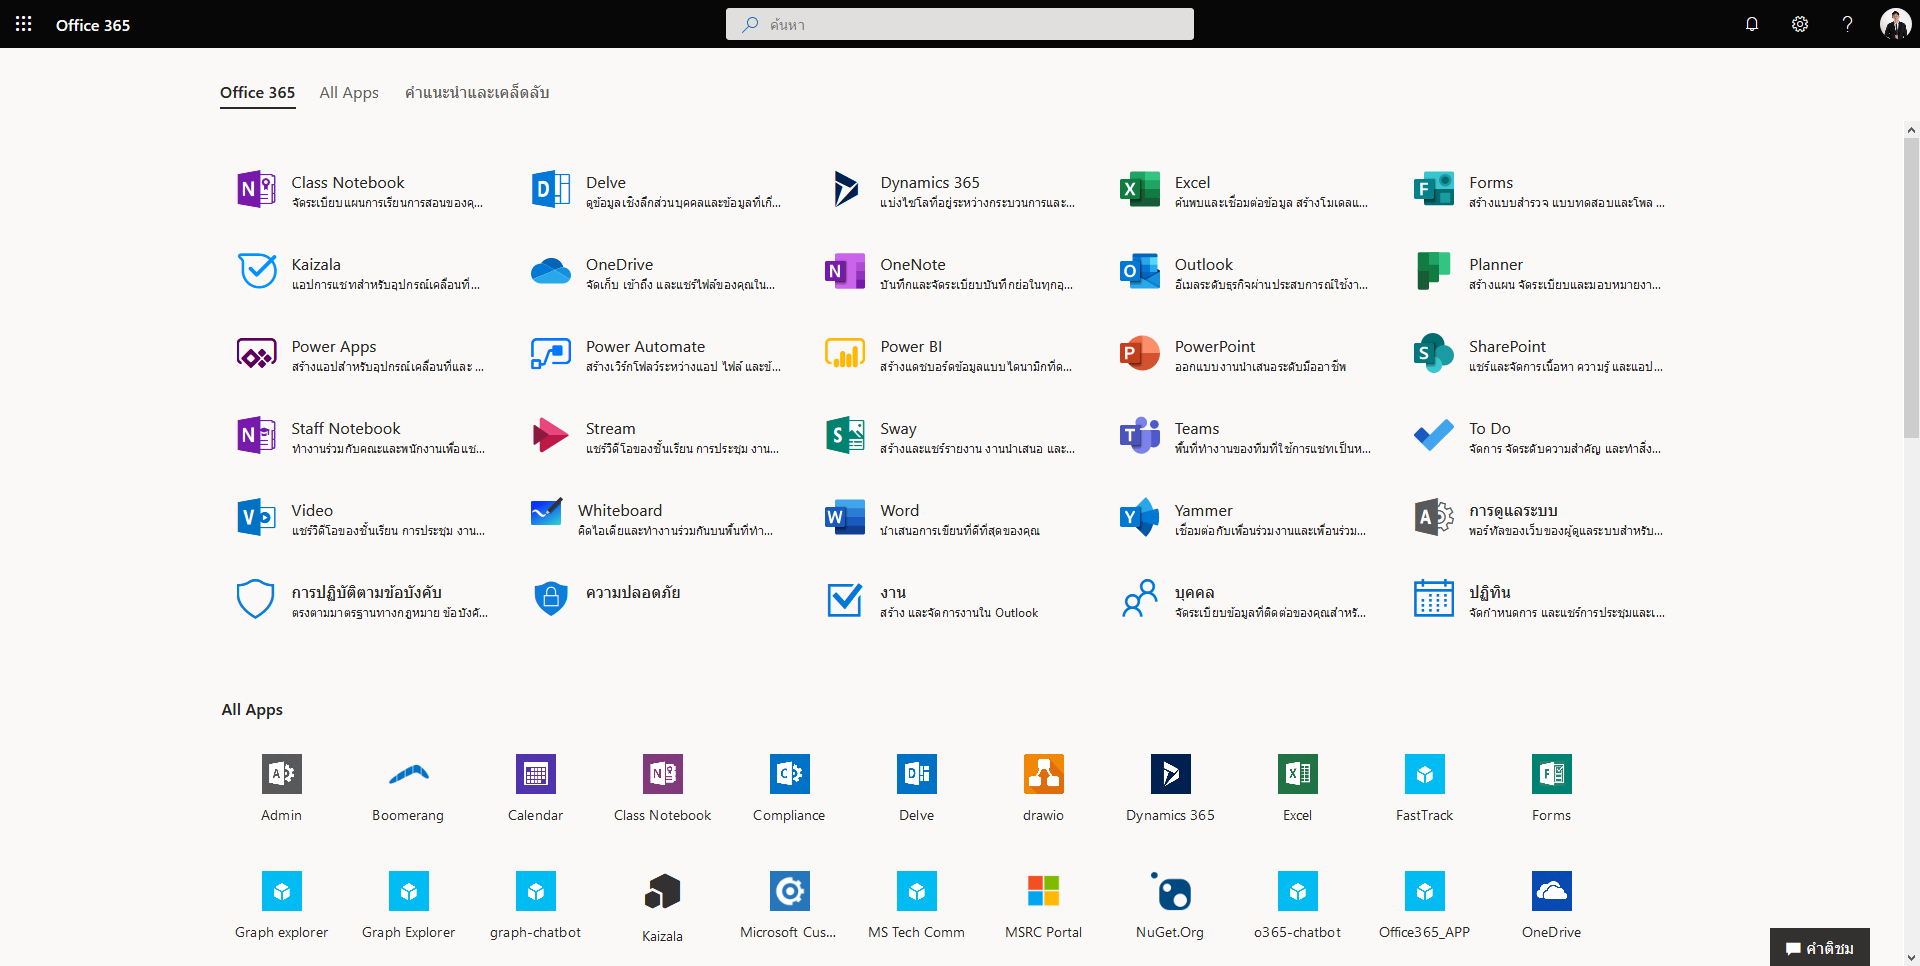 Office 365
ค้นหา
Office 365 All Apps คำแนะนำและเคล็ดลับ
Class Notebook
จัดระเบียบแผนการเรียนการสอนของคุ...
Delve
ดูข้อมูลเชิงลึกส่วนบุคคลและข้อมูลที่เกี่...
Dynamics 365
แบ่งไซโลที่อยู่ระหว่างกระบวนการและ...
Excel
ค้นพบและเชื่อมต่อข้อมูล สร้างโมเดลแ...
Forms
สร้างแบบสำรวจ แบบทดสอบและโพล ...
Kaizala
แอปการแชทสำหรับอุปกรณ์เคลื่อนที่...
OneDrive
จัดเก็บ เข้าถึง และแชร์ไฟล์ของคุณใน...
OneNote
บันทึกและจัดระเบียบบันทึกย่อในทุกอุ...
Outlook
อีเมลระดับธุรกิจผ่านประสบการณ์ใช้งา...
Planner
สร้างแผน จัดระเบียบและมอบหมายงา...
Power Apps
สร้างแอปสำหรับอุปกรณ์เคลื่อนที่และ ...
Power Automate
สร้างเวิร์กโฟลว์ระหว่างแอป ไฟล์ และข้...
Power BI
สร้างแดชบอร์ดข้อมูลแบบไดนามิกที่ด...
PowerPoint
ออกแบบงานนำเสนอระดับมืออาชีพ
SharePoint
แชร์และจัดการเนื้อหา ความรู้ และแอป...
Staff Notebook
ทำงานร่วมกับคณะและพนักงานเพื่อแช...
Stream
แชร์วิดีโอของชั้นเรียน การประชุม งาน...
Sway
สร้างและแชร์รายงาน งานนำเสนอ และ...
Teams
พื้นที่ทำงานของทีมที่ใช้การแชทเป็นห...
To Do
จัดการ จัดระดับความสำคัญ และทำสิ่ง...
Video
แชร์วิดีโอของชั้นเรียน การประชุม งาน...
Whiteboard
คิดไอเดียและทำงานร่วมกันบนพื้นที่ทำ...
Word
นำเสนอการเขียนที่ดีที่สุดของคุณ
Yammer
เชื่อมต่อกับเพื่อนร่วมงานและเพื่อนร่วม...
การดูแลระบบ
พอร์ทัลของเว็บของผู้ดูแลระบบสำหรับ...
การปฏิบัติตามข้อบังคับ
ตรงตามมาตรฐานทางกฎหมาย ข้อบังคั...
ความปลอดภัย
งาน
สร้าง และจัดการงานใน Outlook
บุคคล
จัดระเบียบข้อมูลที่ติดต่อของคุณสำหรั...
ปฏิทิน
จัดกำหนดการ และแชร์การประชุมและเ...
All Apps
Admin Boomerang Calendar Class Notebook Compliance Delve drawio Dynamics 365 Excel FastTrack Forms
Graph explorer Graph Explorer graph-chatbot Kaizala Microsoft Cus... MS Tech Comm MSRC Portal NuGet.Org o365-chatbot Office365_APP OneDrive
คำติชม